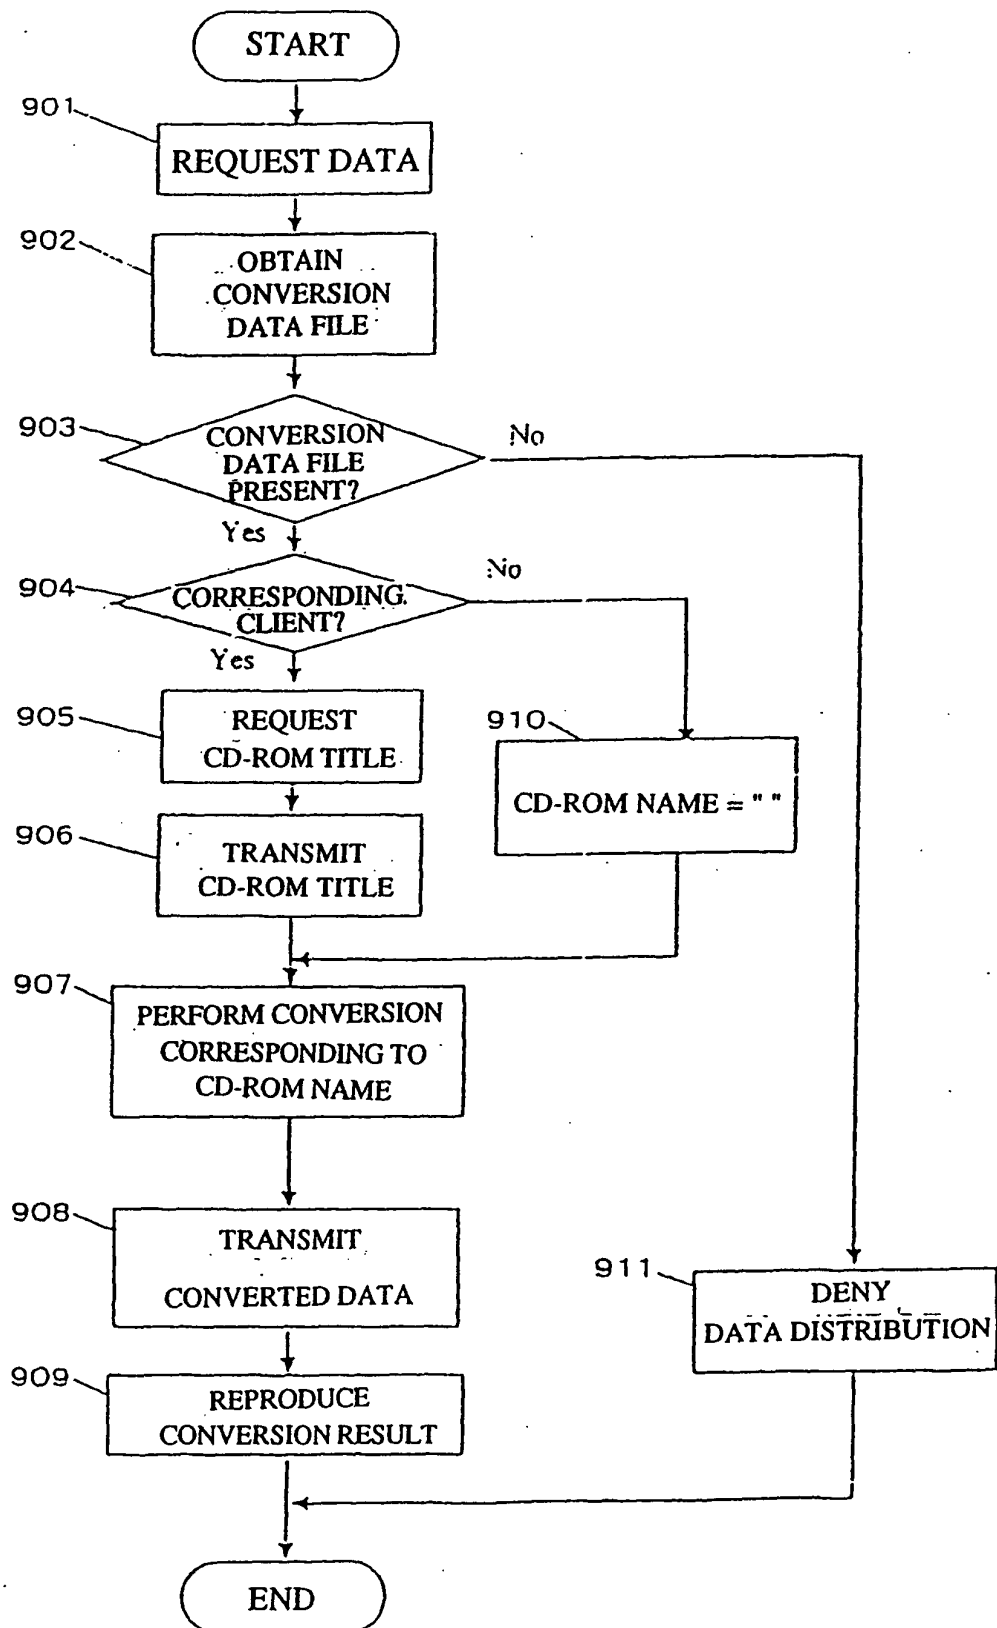 START
901
REQUEST DATA
902
OBTAIN
CONVERSION
DATA FILE
903
CONVERSION
DATA FILE
PRESENT?
No
Yes
904
CORRESPONDING
CLIENT?
No
Yes
905
REQUEST
CD-ROM TITLE
910
CD-ROM NAME = " "
906
TRANSMIT
CD-ROM TITLE
907
PERFORM CONVERSION
CORRESPONDING TO
CD-ROM NAME
908
TRANSMIT
CONVERTED DATA
911
DENY
DATA DISTRIBUTION
909
REPRODUCE
CONVERSION RESULT
END